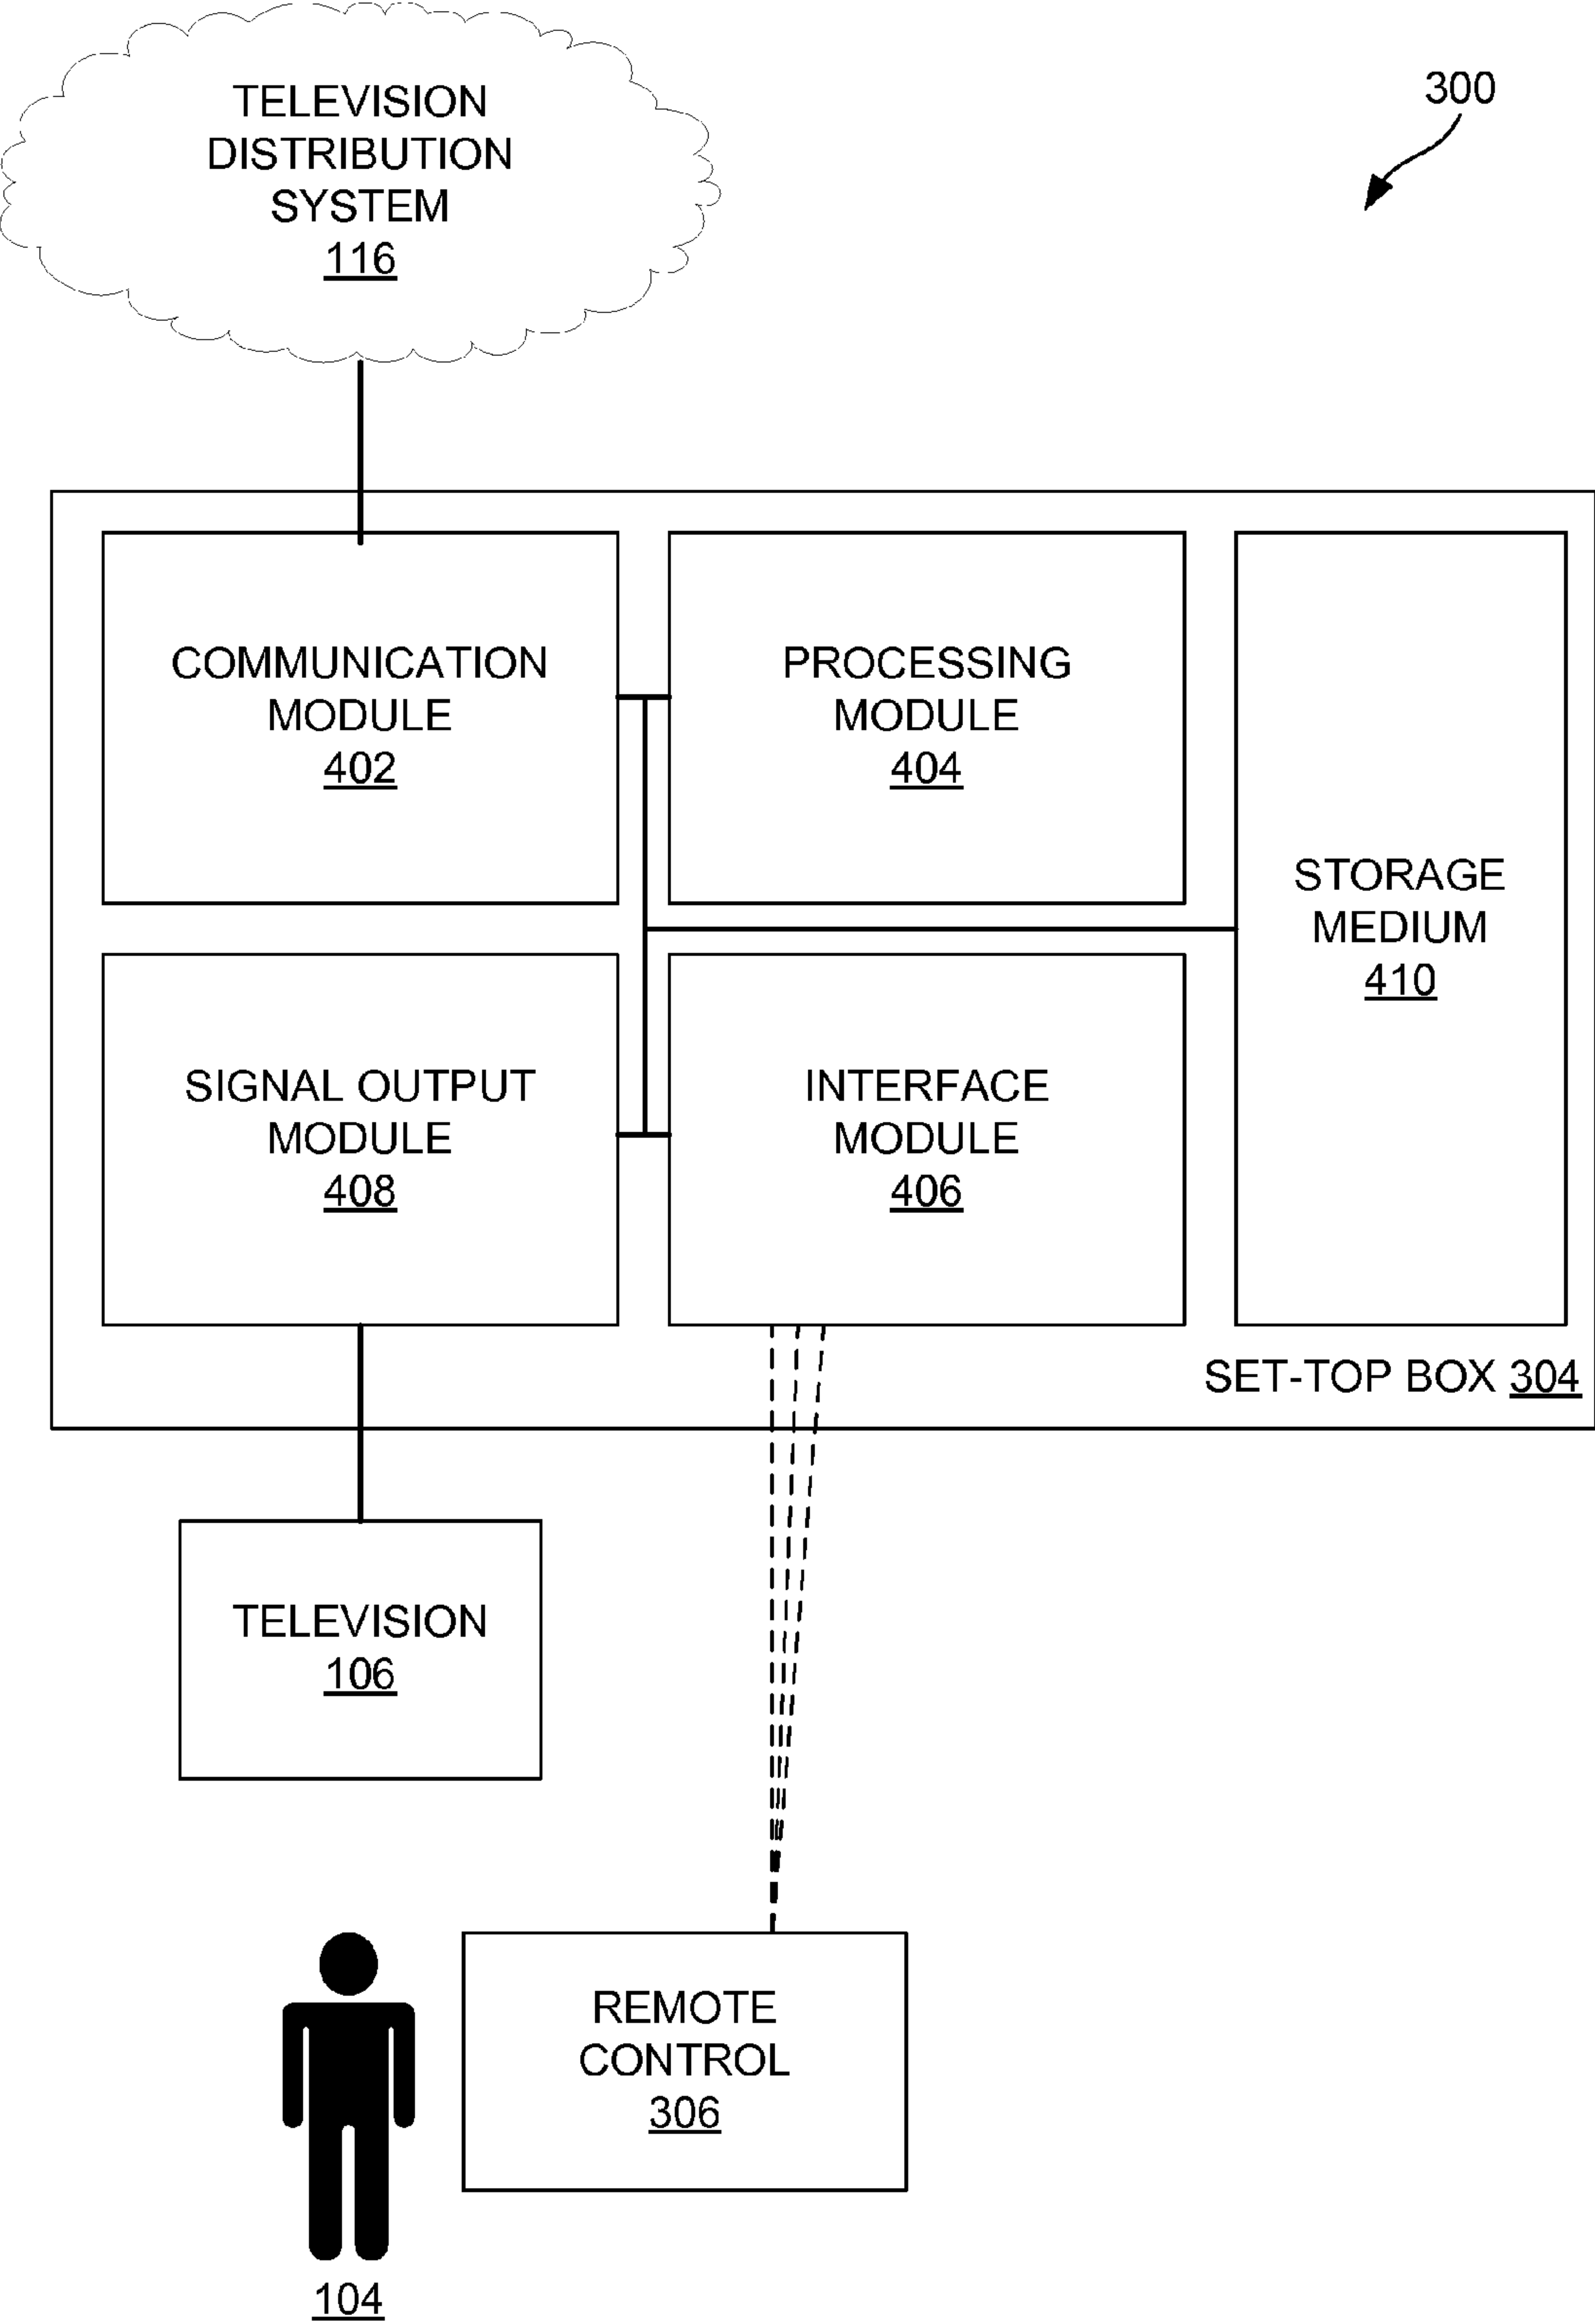 TELEVISION
DISTRIBUTION
SYSTEM
116
300
COMMUNICATION
MODULE
402
PROCESSING
MODULE
404
STORAGE
MEDIUM
410
SIGNAL OUTPUT
MODULE
408
INTERFACE
MODULE
406
SET-TOP BOX 304
TELEVISION
106
REMOTE
CONTROL
306
104